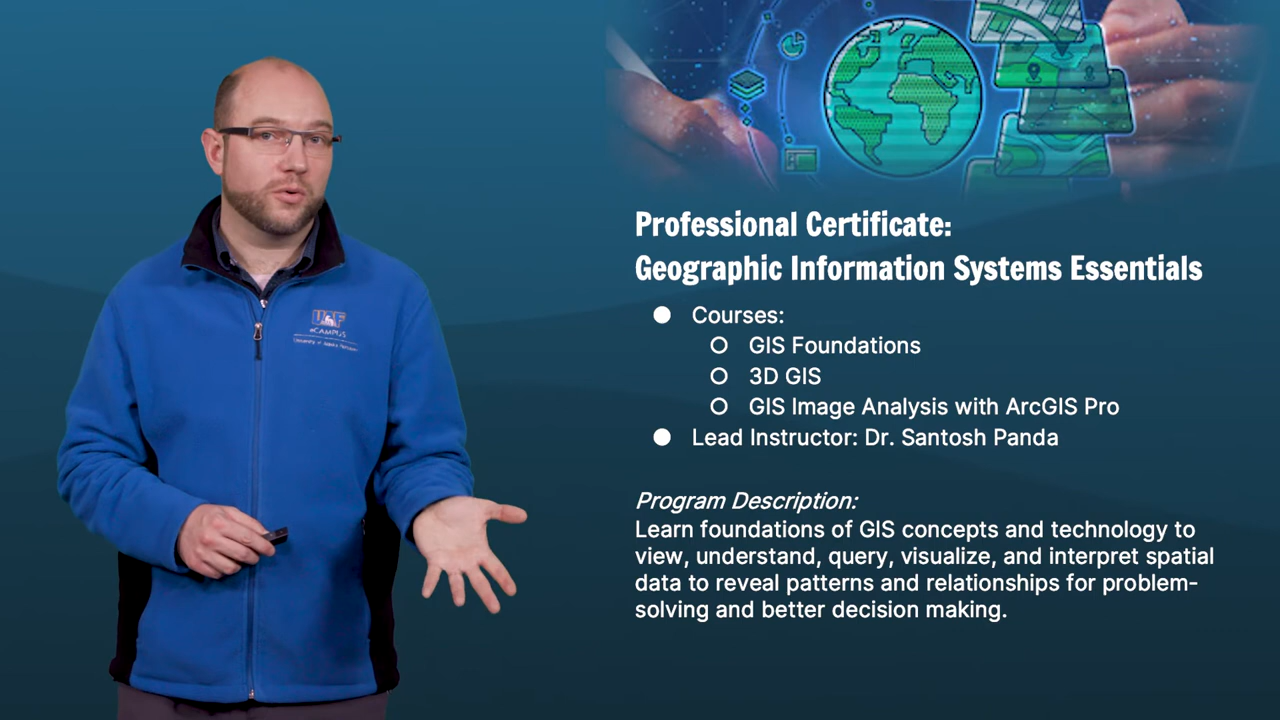 Professional Certificate:
Geographic Information Systems Essentials
Courses:
GIS Foundations
3D GIS
GIS Image Analysis with ArcGIS Pro
Lead Instructor: Dr. Santosh Panda
Program Description:
Learn foundations of GIS concepts and technology to
view, understand, query, visualize, and interpret spatial
data to reveal patterns and relationships for problem-
solving and better decision making.
UAF
eCAMPUS